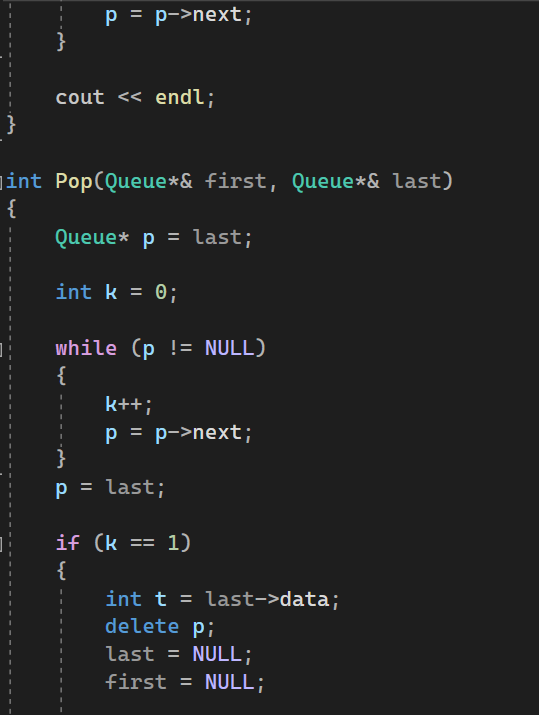 p = p->next;
}
cout << endl;
}
int Pop(Queue*& first, Queue*& last)
{
Queue* p = last;
int k = 0;
while (p != NULL)
{
k++;
p = p->next;
}
p = last;
if (k == 1)
{
int t = last->data;
delete p;
last = NULL;
first = NULL;